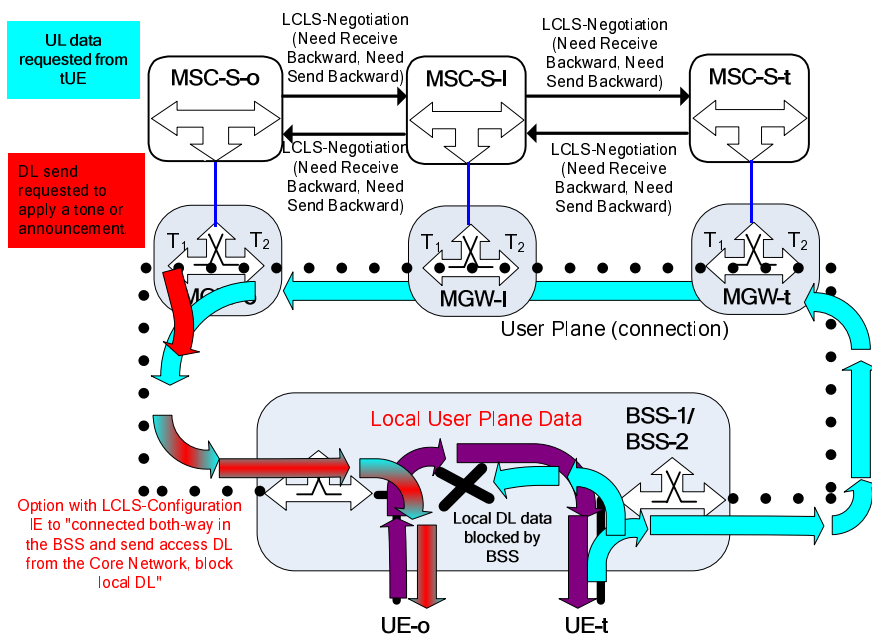 UL data
requested from
tUE
LCLS-Negotiation
(Need Receive
Backward, Need
Send Backward)
LCLS-Negotiation
(Need Receive
Backward, Need
Send Backward)
MSC-S-o
MSC-S-I
MSC-S-t
LCLS-Negotiation
(Need Receive
Backward, Need
Send Backward)
LCLS-Negotiation
(Need Receive
Backward, Need
Send Backward)
DL send
requested to
apply a tone or
announcement.
T1
T2
T1
T2
T1
T2
MGW-I
MGW-t
User Plane (connection)
Local User Plane Data
BSS-1/
BSS-2
Option with LCLS-Configuration
IE to "connected both-way in
the BSS and send access DL
from the Core Network, block
local DL"
Local DL data
blocked by
BSS
UE-o
UE-t